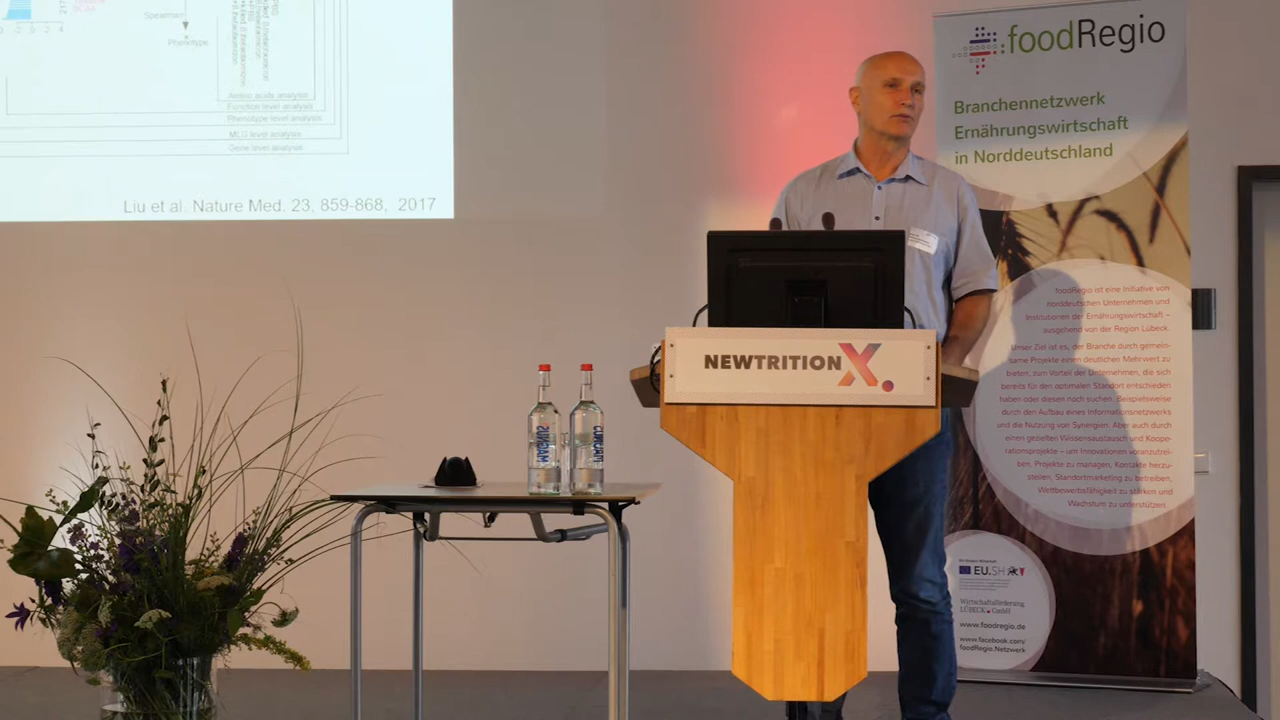 Spearman
Phenotype
Amino acids analysis
Function level analysis
Phenotype level analysis
MLG level analysis
Gene level analysis
Liu et al. Nature Med. 23, 859-868, 2017
foodRegio
Branchennetzwerk
Ernährungswirtschaft
in Norddeutschland
NEWTRITION X.
MAGNUS
foodRegio ist eine Initiative von
norddeutschen Unternehmen und
Institutionen der Ernährungswirtschaft –
ausgehend von der Region Lübeck.
Unser Ziel ist es, der Branche durch gemein-
same Projekte einen deutlichen Mehrwert zu
bieten, zum Vorteil der Unternehmen, die sich
bereits für den optimalen Standort entschieden
haben oder diesen noch suchen. Beispielsweise
durch den Aufbau eines Informationsnetzwerks
und die Nutzung von Synergien. Aber auch durch
einen gezielten Wissensaustausch und Koope-
rationsprojekte – um Innovationen voranzutrei-
ben, Projekte zu managen, Kontakte herzu-
stellen, Standortmarketing zu betreiben,
Wettbewerbsfähigkeit zu stärken und
Wachstum zu unterstützen.
EU.SH
Wirtschaftsförderung
LÜBECK GmbH
www.foodregio.de
www.facebook.com/
foodRegio.Netzwerk